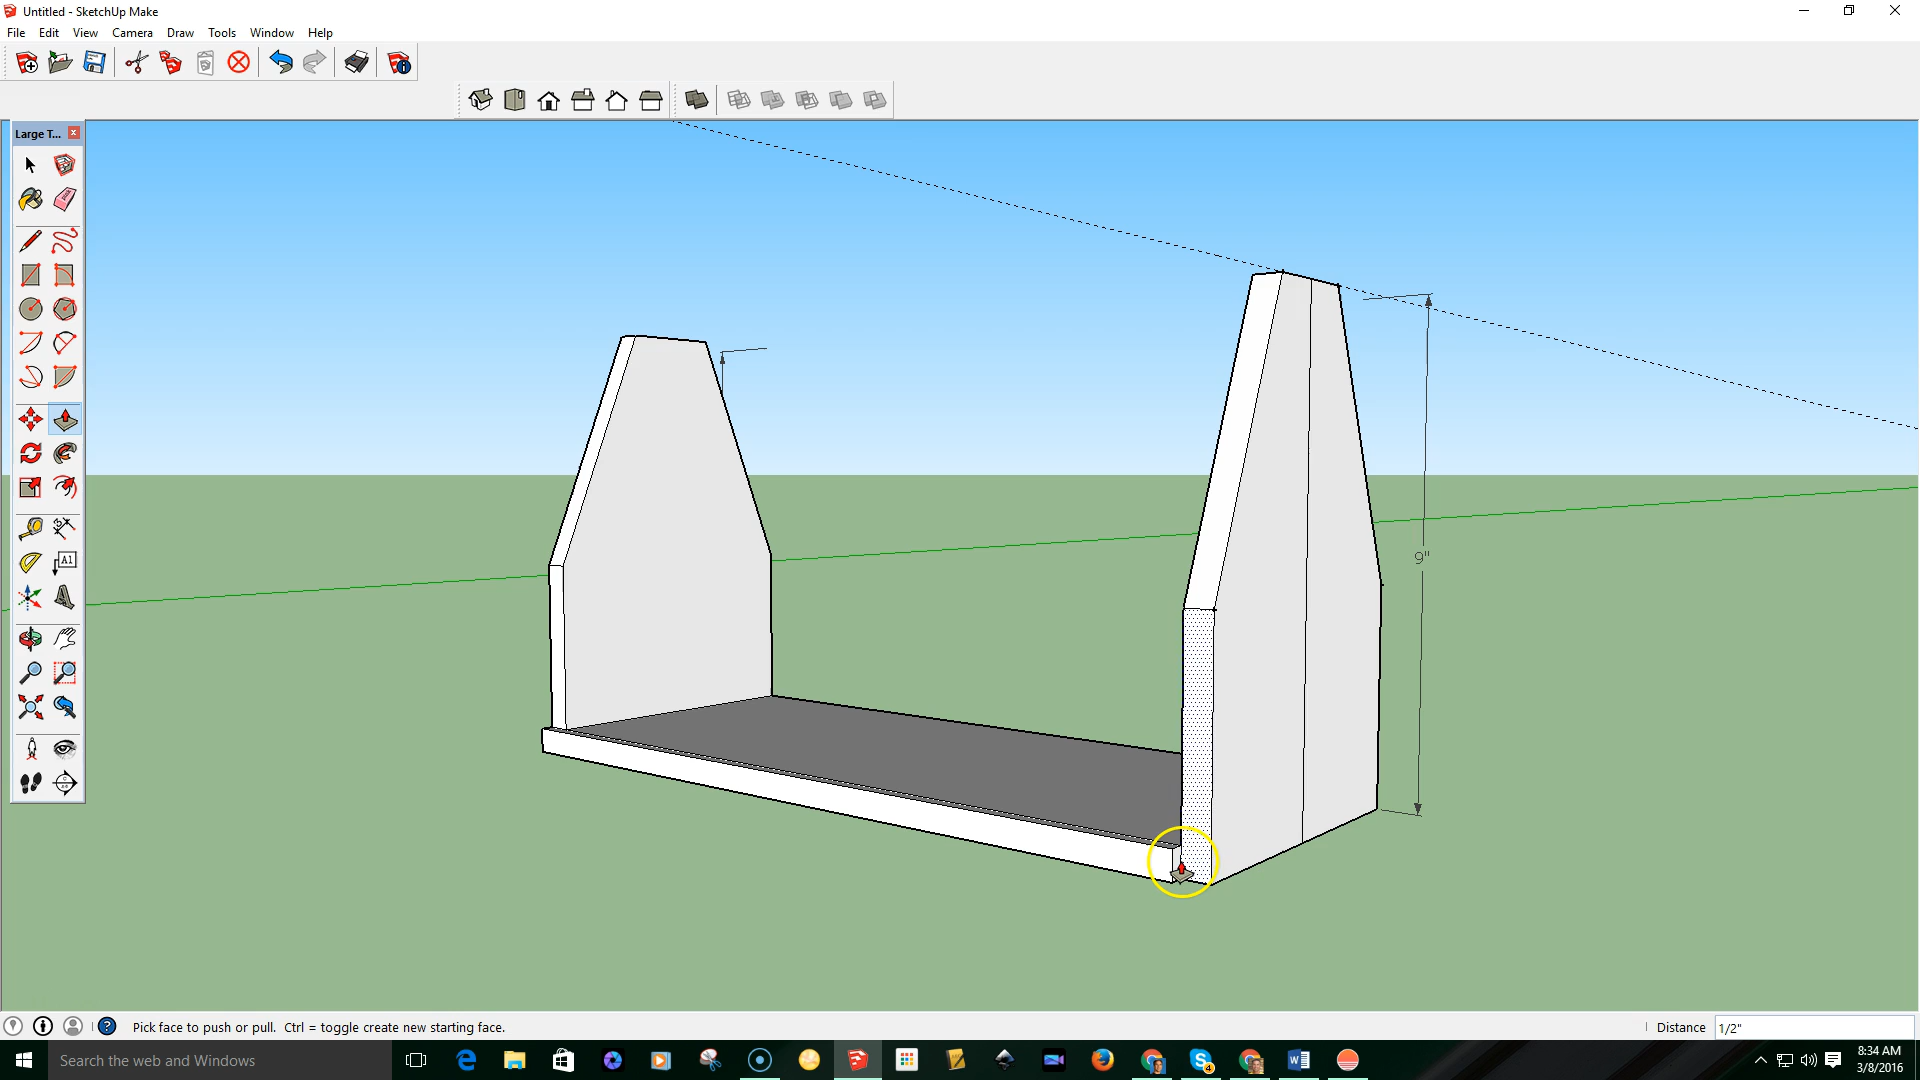 Untitled - SketchUp Make
File Edit View Camera Draw Tools Window Help
Large T...
A1
9"
Pick face to push or pull. Ctrl = toggle create new starting face.
Distance 1/2"
Search the web and Windows
4
8:34 AM
3/8/2016